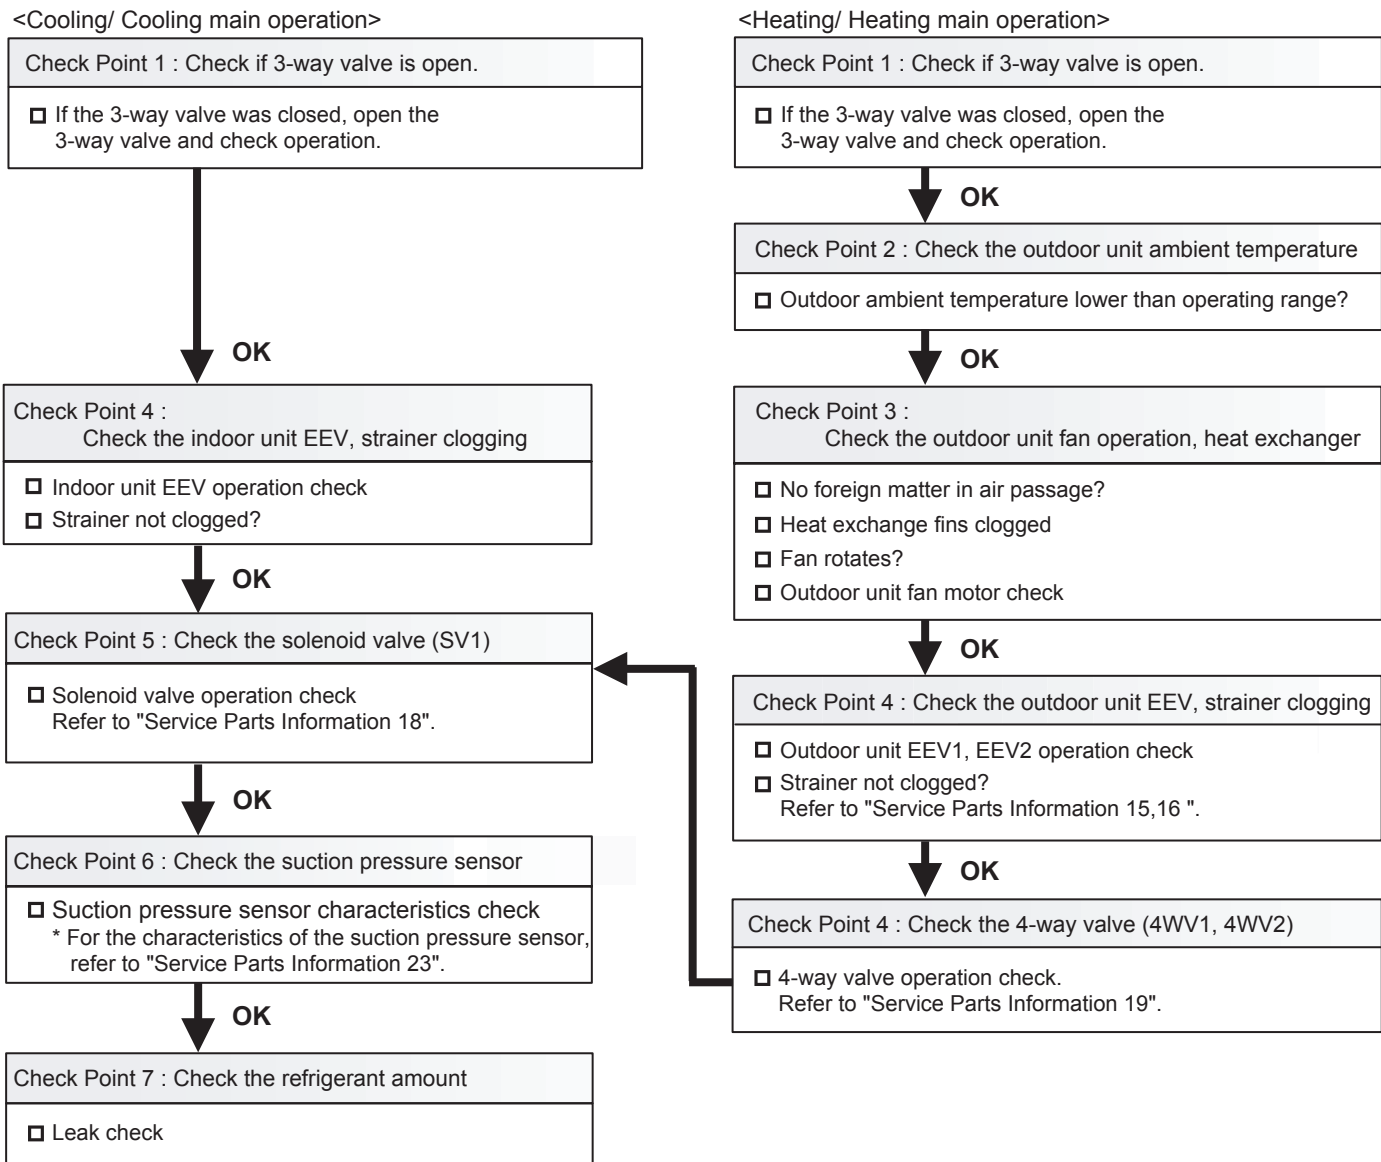 <Cooling/ Cooling main operation>
Check Point 1 : Check if 3-way valve is open.
If the 3-way valve was closed, open the
3-way valve and check operation.
OK
Check Point 4 :
Check the indoor unit EEV, strainer clogging
Indoor unit EEV operation check
Strainer not clogged?
OK
Check Point 5 : Check the solenoid valve (SV1)
Solenoid valve operation check
Refer to "Service Parts Information 18".
OK
Check Point 6 : Check the suction pressure sensor
Suction pressure sensor characteristics check
* For the characteristics of the suction pressure sensor,
refer to "Service Parts Information 23".
OK
Check Point 7 : Check the refrigerant amount
Leak check
<Heating/ Heating main operation>
Check Point 1 : Check if 3-way valve is open.
If the 3-way valve was closed, open the
3-way valve and check operation.
OK
Check Point 2 : Check the outdoor unit ambient temperature
Outdoor ambient temperature lower than operating range?
OK
Check Point 3 :
Check the outdoor unit fan operation, heat exchanger
No foreign matter in air passage?
Heat exchange fins clogged
Fan rotates?
Outdoor unit fan motor check
OK
Check Point 4 : Check the outdoor unit EEV, strainer clogging
Outdoor unit EEV1, EEV2 operation check
Strainer not clogged?
Refer to "Service Parts Information 15,16 ".
OK
Check Point 4 : Check the 4-way valve (4WV1, 4WV2)
4-way valve operation check.
Refer to "Service Parts Information 19".